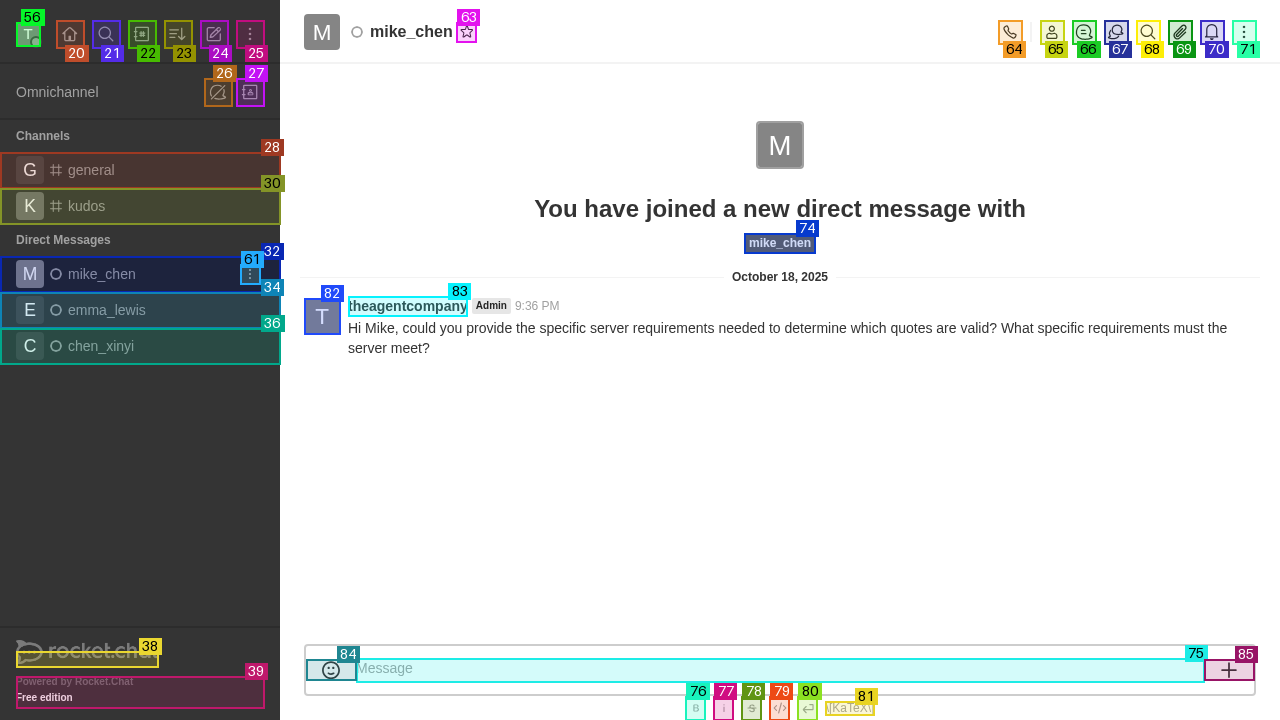 56
T
20
21
22
23
24
25
Omnichannel
26
27
Channels
28
G general
30
K kudos
Direct Messages
32
61
M mike_chen
34
E emma_lewis
36
C chen_xinyi
38
rocket.cha
39
Powered by Rocket.Chat
Free edition
M mike_chen
63
64
65
66
67
68
69
70
71
M
You have joined a new direct message with
74
mike_chen
October 18, 2025
82
83
T
theagentcompany Admin 9:36 PM
Hi Mike, could you provide the specific server requirements needed to determine which quotes are valid? What specific requirements must the
server meet?
84
75
85
Message
76
77
78
79
80
81
B
i
S
</>
\[KaTeX\]